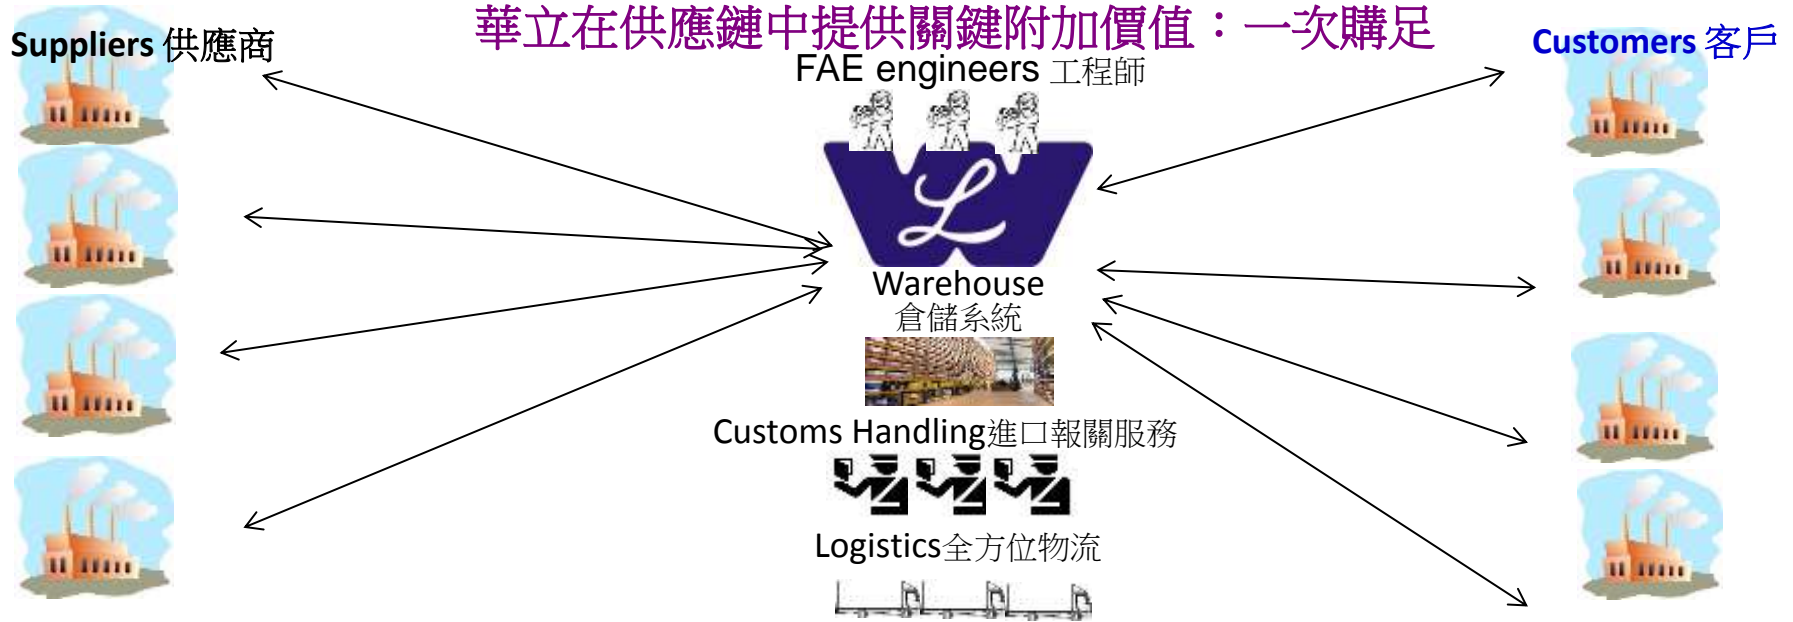 華立在供應鏈中提供關鍵附加價值：一次購足
Suppliers 供應商
Customers 客戶
FAE engineers 工程師
L
Warehouse
倉儲系統
Customs Handling進口報關服務
Logistics全方位物流